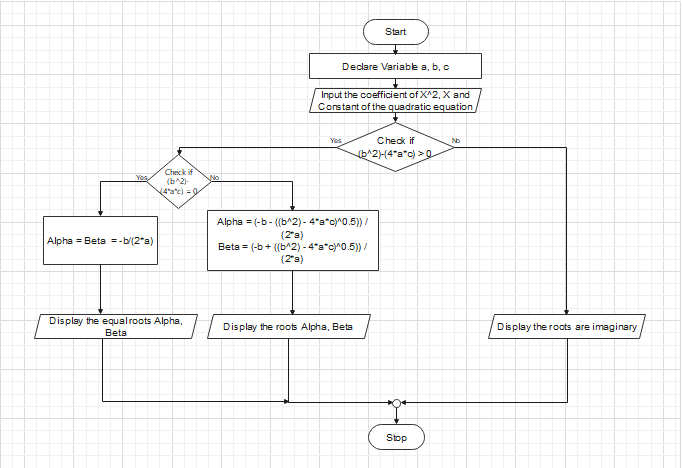 Start
Declare Variable a, b, c
Input the coefficient of X^2, X and
Constant of the quadratic equation
Yes
Check if
(b^2)-(4*a*c) > 0
No
Yes
Check if
(b^2)-
(4*a*c) = 0
No
Alpha = Beta = -b/(2*a)
Alpha = (-b - ((b^2) - 4*a*c)^0.5)) /
(2*a)
Beta = (-b + ((b^2) - 4*a*c)^0.5)) /
(2*a)
Display the equal roots Alpha,
Beta
Display the roots Alpha, Beta
Display the roots are imaginary
Stop